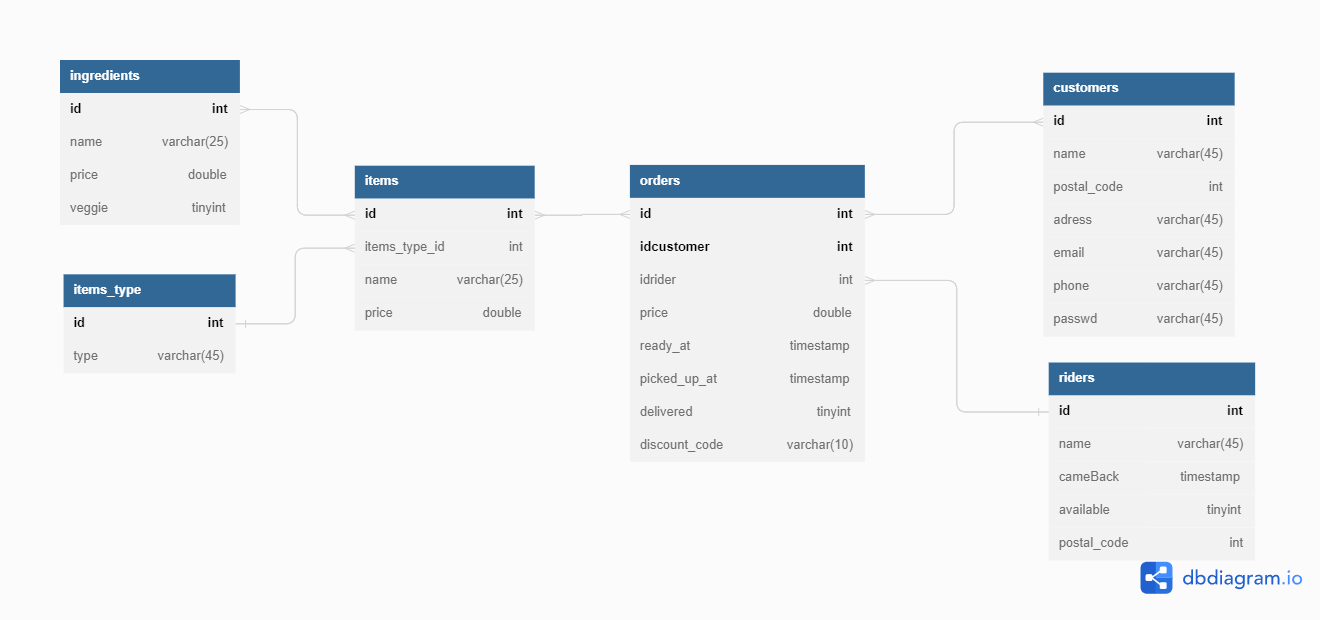 ingredients
id int
name varchar(25)
price double
veggie tinyint
items_type
id int
type varchar(45)
items
id int
items_type_id int
name varchar(25)
price double
orders
id int
idcustomer int
idrider int
price double
ready_at timestamp
picked_up_at timestamp
delivered tinyint
discount_code varchar(10)
customers
id int
name varchar(45)
postal_code int
adress varchar(45)
email varchar(45)
phone varchar(45)
passwd varchar(45)
riders
id int
name varchar(45)
cameBack timestamp
available tinyint
postal_code int
dbdiagram.io